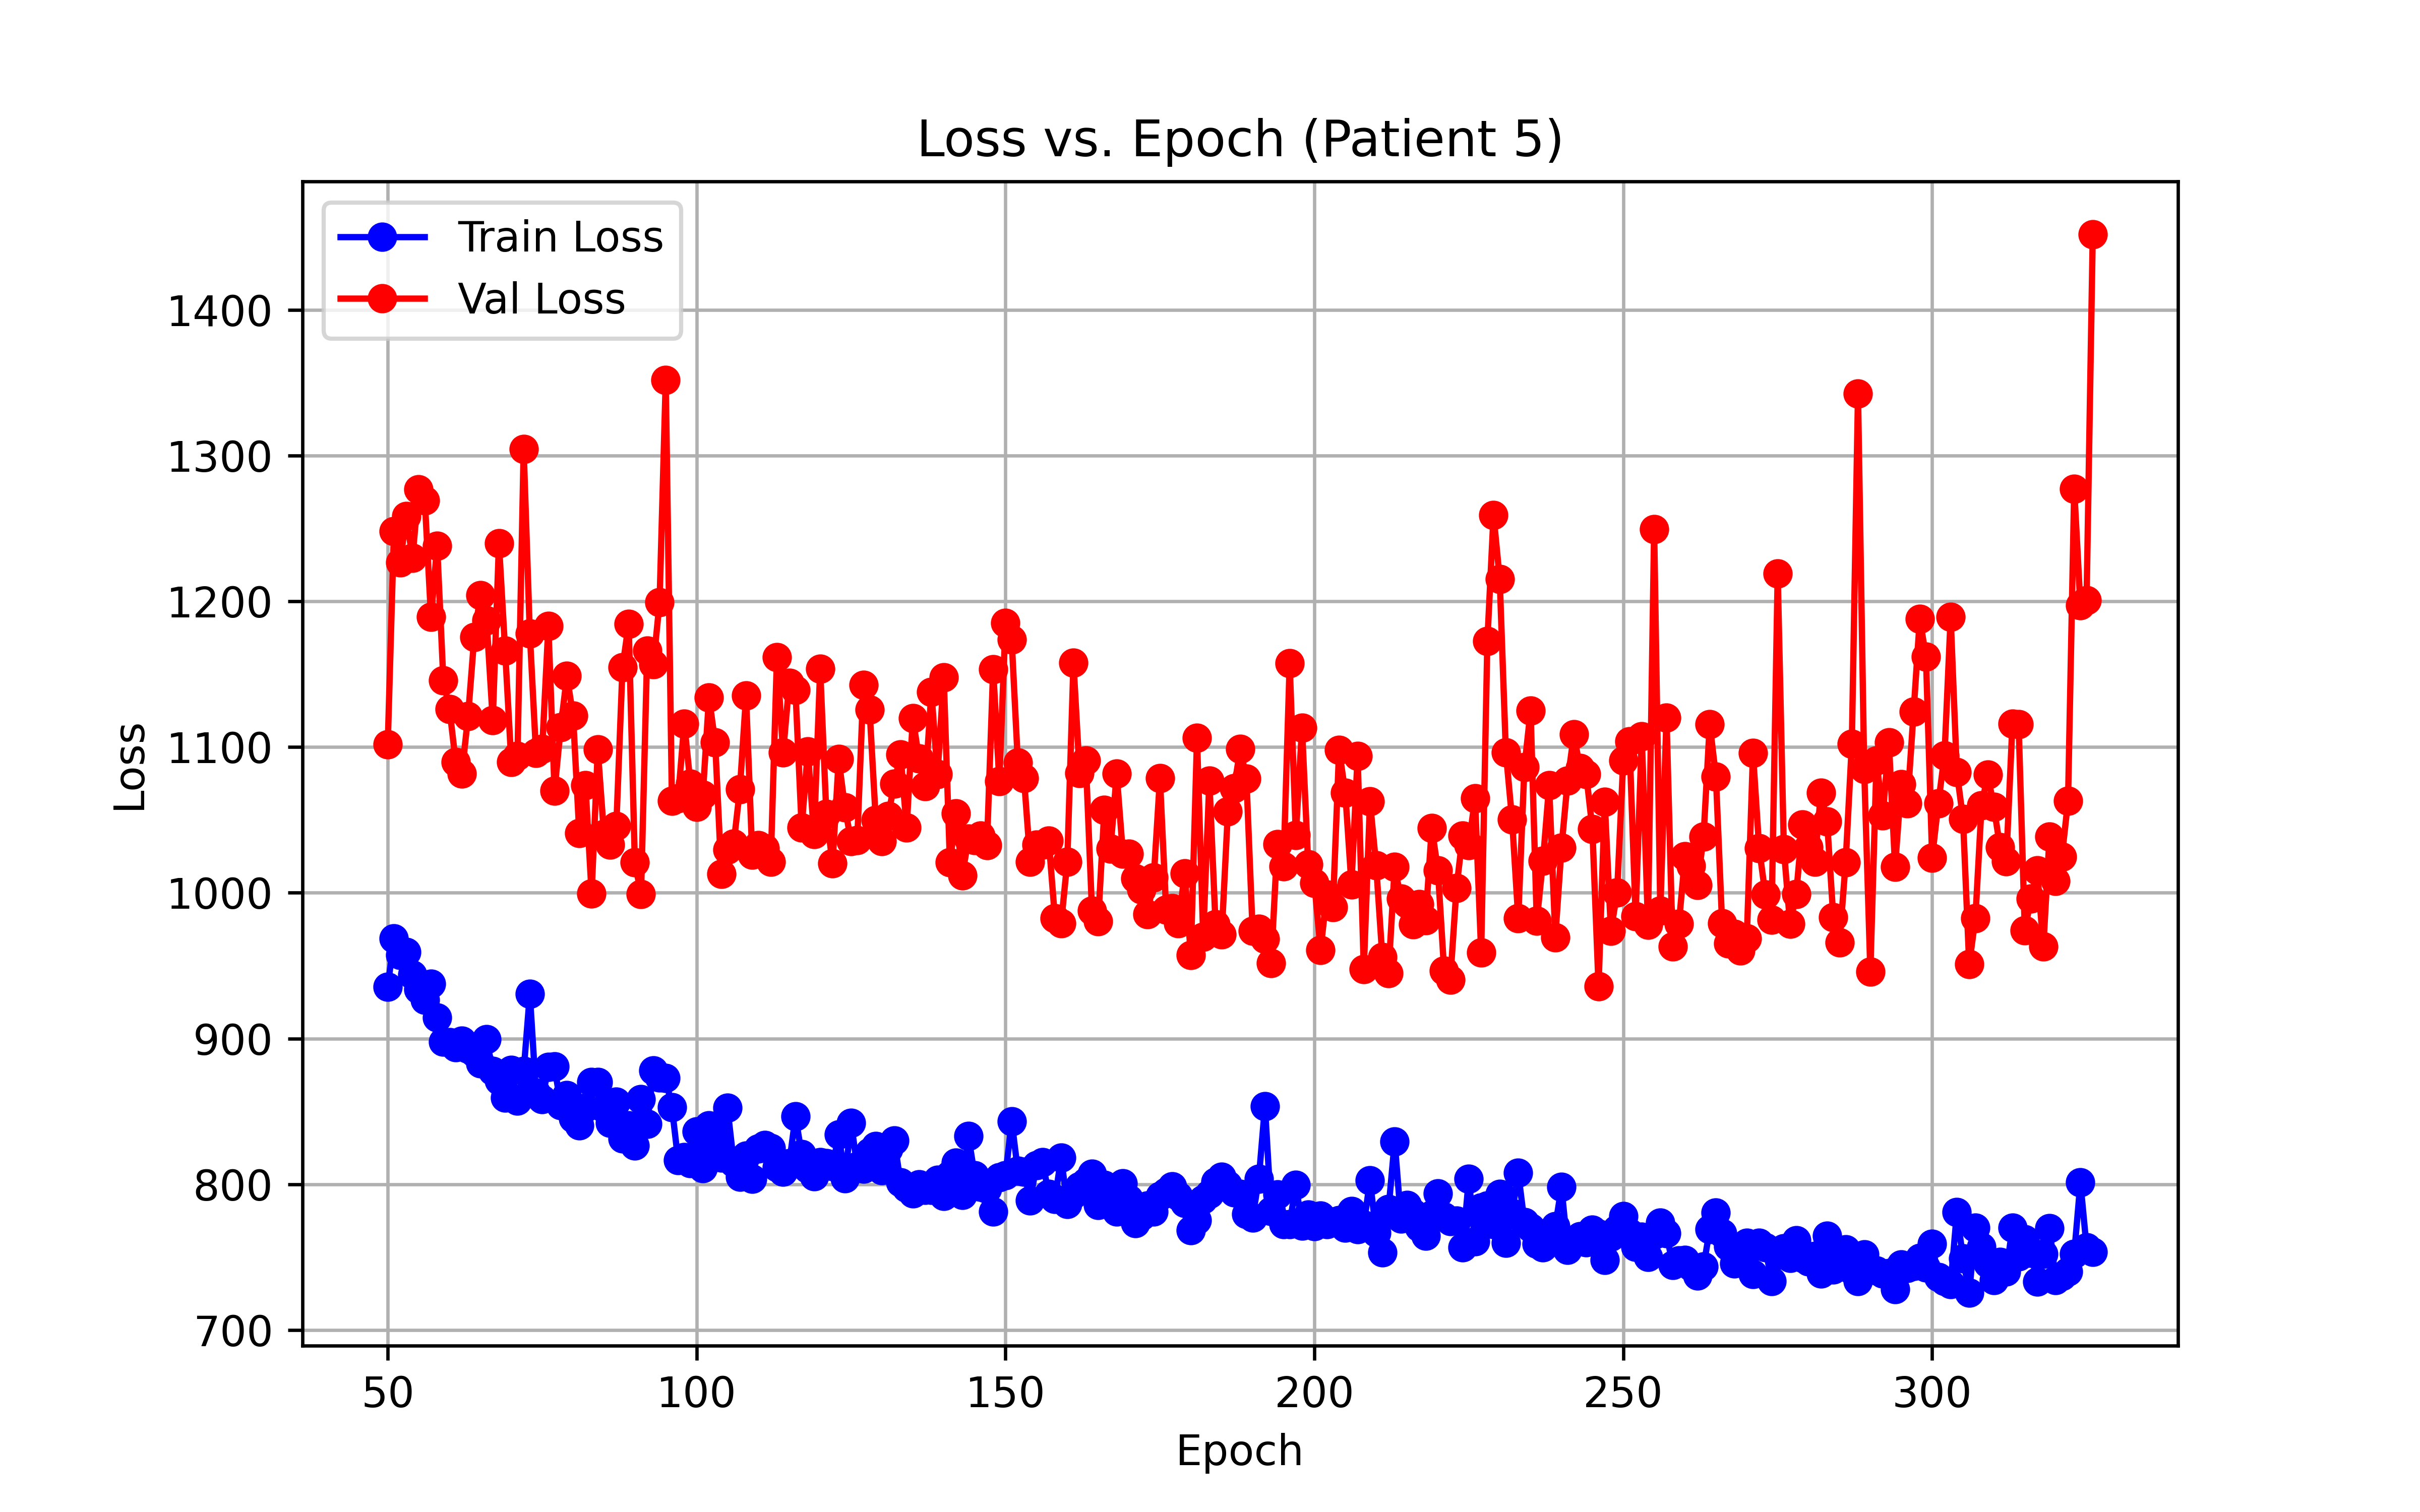 Loss vs. Epoch (Patient 5)
Train Loss
Val Loss
Loss
1400
1300
1200
1100
1000
900
800
700
50 100 150 200 250 300
Epoch